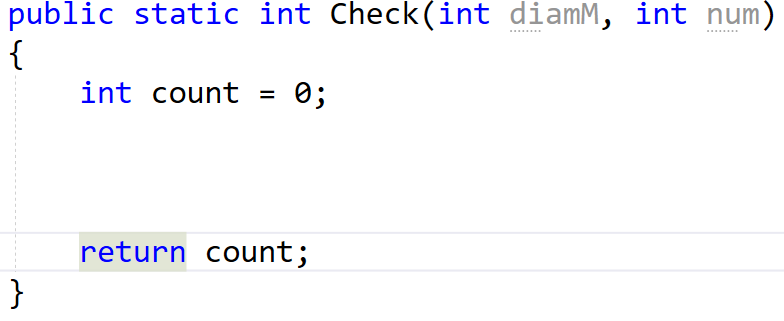 public static int Check(int diamM, int num)
{
int count = 0;
return count;
}